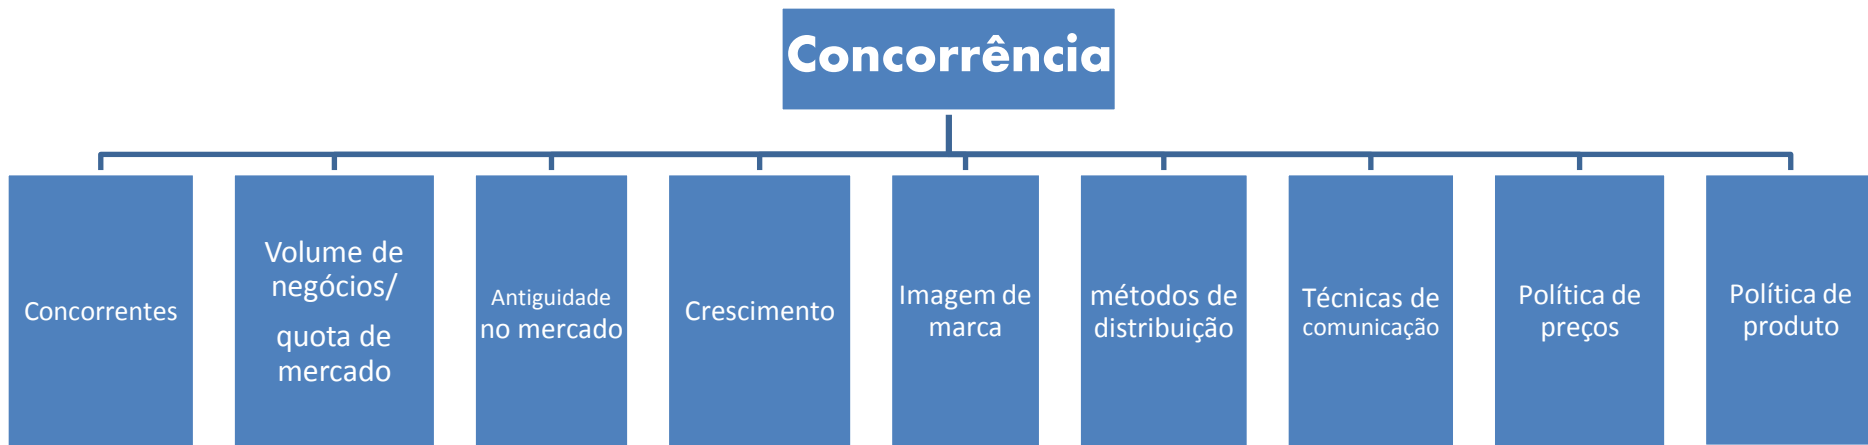 Concorrência
Concorrentes
Volume de
negócios/
quota de
mercado
Antiguidade
no mercado
Crescimento
Imagem de
marca
métodos de
distribuição
Técnicas de
comunicação
Política de
preços
Política de
produto